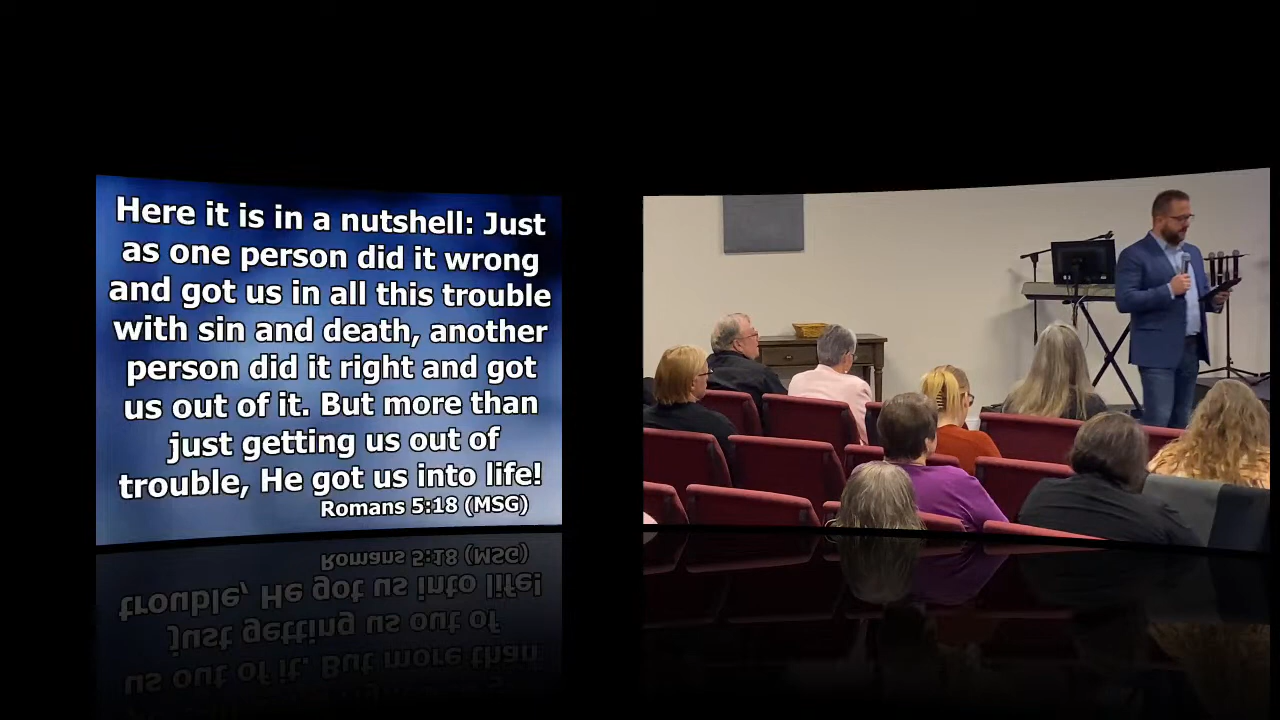 Here it is in a nutshell: Just
as one person did it wrong
and got us in all this trouble
with sin and death, another
person did it right and got
us out of it. But more than
just getting us out of
trouble, He got us into life!
Romans 5:18 (MSG)